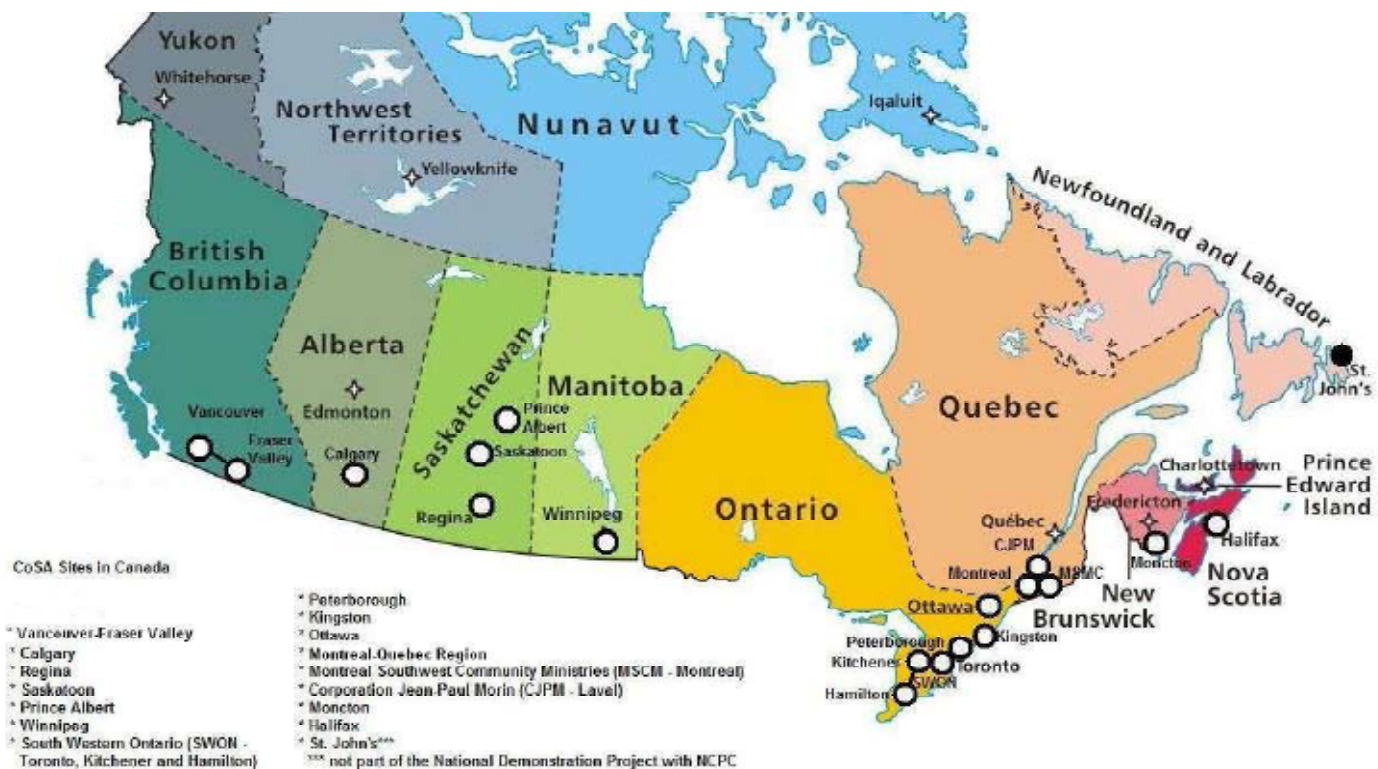 Yukon
Whitehorse
Northwest
Territories
Yellowknife
Nunavut
Iqaluit
Newfoundland and Labrador
St.
John's
British
Columbia
Vancouver
Fraser
Valley
Alberta
Edmonton
Calgary
Saskatchewan
Prince
Albert
Saskatoon
Regina
Manitoba
Winnipeg
Ontario
Quebec
Québec
CJPM
Montreal
MSMC
Ottawa
Peterborough
Kingston
Kitchener
Toronto
SWON
Hamilton
Charlottetown
Prince
Edward
Island
Fredericton
Moncton
Halifax
Nova
Scotia
New
Brunswick
CoSA Sites in Canada
* Vancouver-Fraser Valley
* Calgary
* Regina
* Saskatoon
* Prince Albert
* Winnipeg
* South Western Ontario (SWON -
Toronto, Kitchener and Hamilton)
* Peterborough
* Kingston
* Ottawa
* Montreal-Quebec Region
* Montreal Southwest Community Ministries (MSCM - Montreal)
* Corporation Jean-Paul Morin (CJPM - Laval)
* Moncton
* Halifax
* St. John's***
*** not part of the National Demonstration Project with NCPC